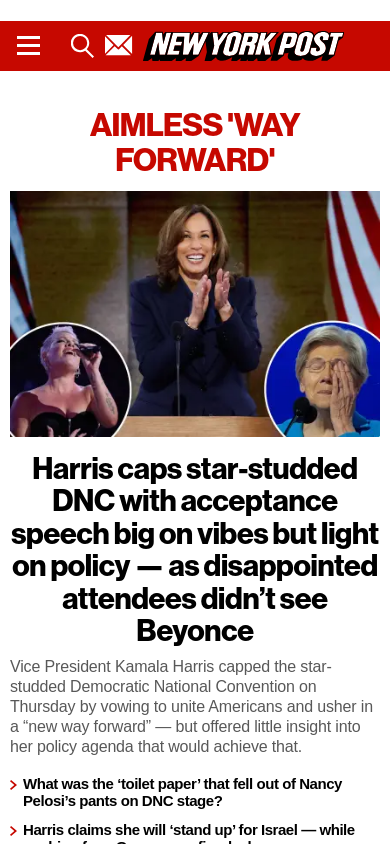 NEW YORK POST
AIMLESS 'WAY
FORWARD'
Harris caps star-studded
DNC with acceptance
speech big on vibes but light
on policy — as disappointed
attendees didn’t see
Beyonce
Vice President Kamala Harris capped the star-
studded Democratic National Convention on
Thursday by vowing to unite Americans and usher in
a “new way forward” — but offered little insight into
her policy agenda that would achieve that.
What was the ‘toilet paper’ that fell out of Nancy
Pelosi’s pants on DNC stage?
Harris claims she will ‘stand up’ for Israel — while